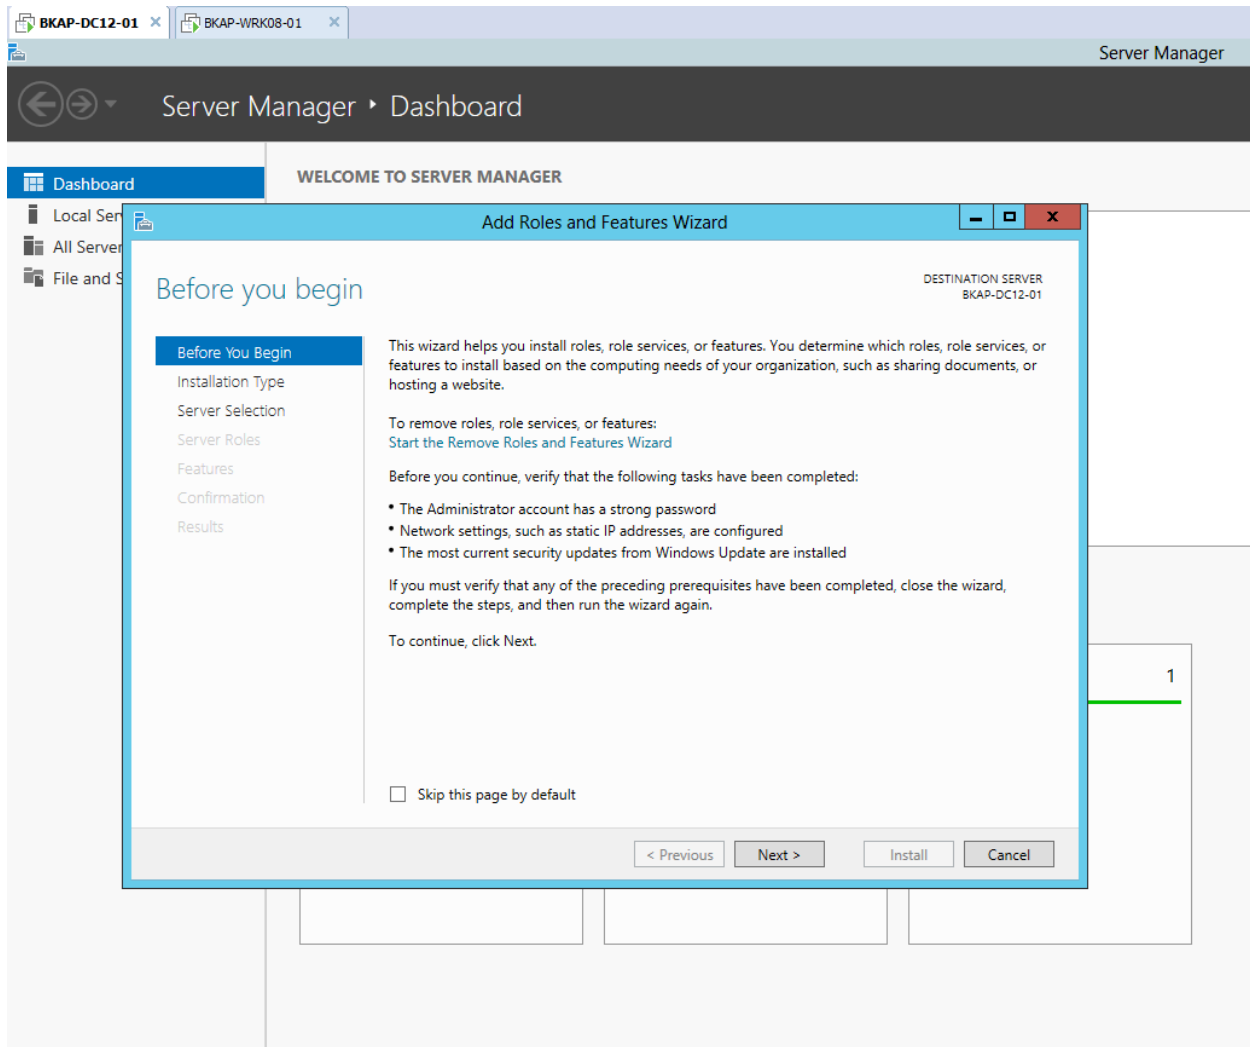 BKAP-DC12-01 × BKAP-WRK08-01 ×
Server Manager
Server Manager ‣ Dashboard
Dashboard
WELCOME TO SERVER MANAGER
Local Ser
All Server
File and S
Add Roles and Features Wizard
Before you begin
DESTINATION SERVER
BKAP-DC12-01
Before You Begin
Installation Type
Server Selection
Server Roles
Features
Confirmation
Results
This wizard helps you install roles, role services, or features. You determine which roles, role services, or
features to install based on the computing needs of your organization, such as sharing documents, or
hosting a website.
To remove roles, role services, or features:
Start the Remove Roles and Features Wizard
Before you continue, verify that the following tasks have been completed:
• The Administrator account has a strong password
• Network settings, such as static IP addresses, are configured
• The most current security updates from Windows Update are installed
If you must verify that any of the preceding prerequisites have been completed, close the wizard,
complete the steps, and then run the wizard again.
To continue, click Next.
1
Skip this page by default
< Previous Next > Install Cancel